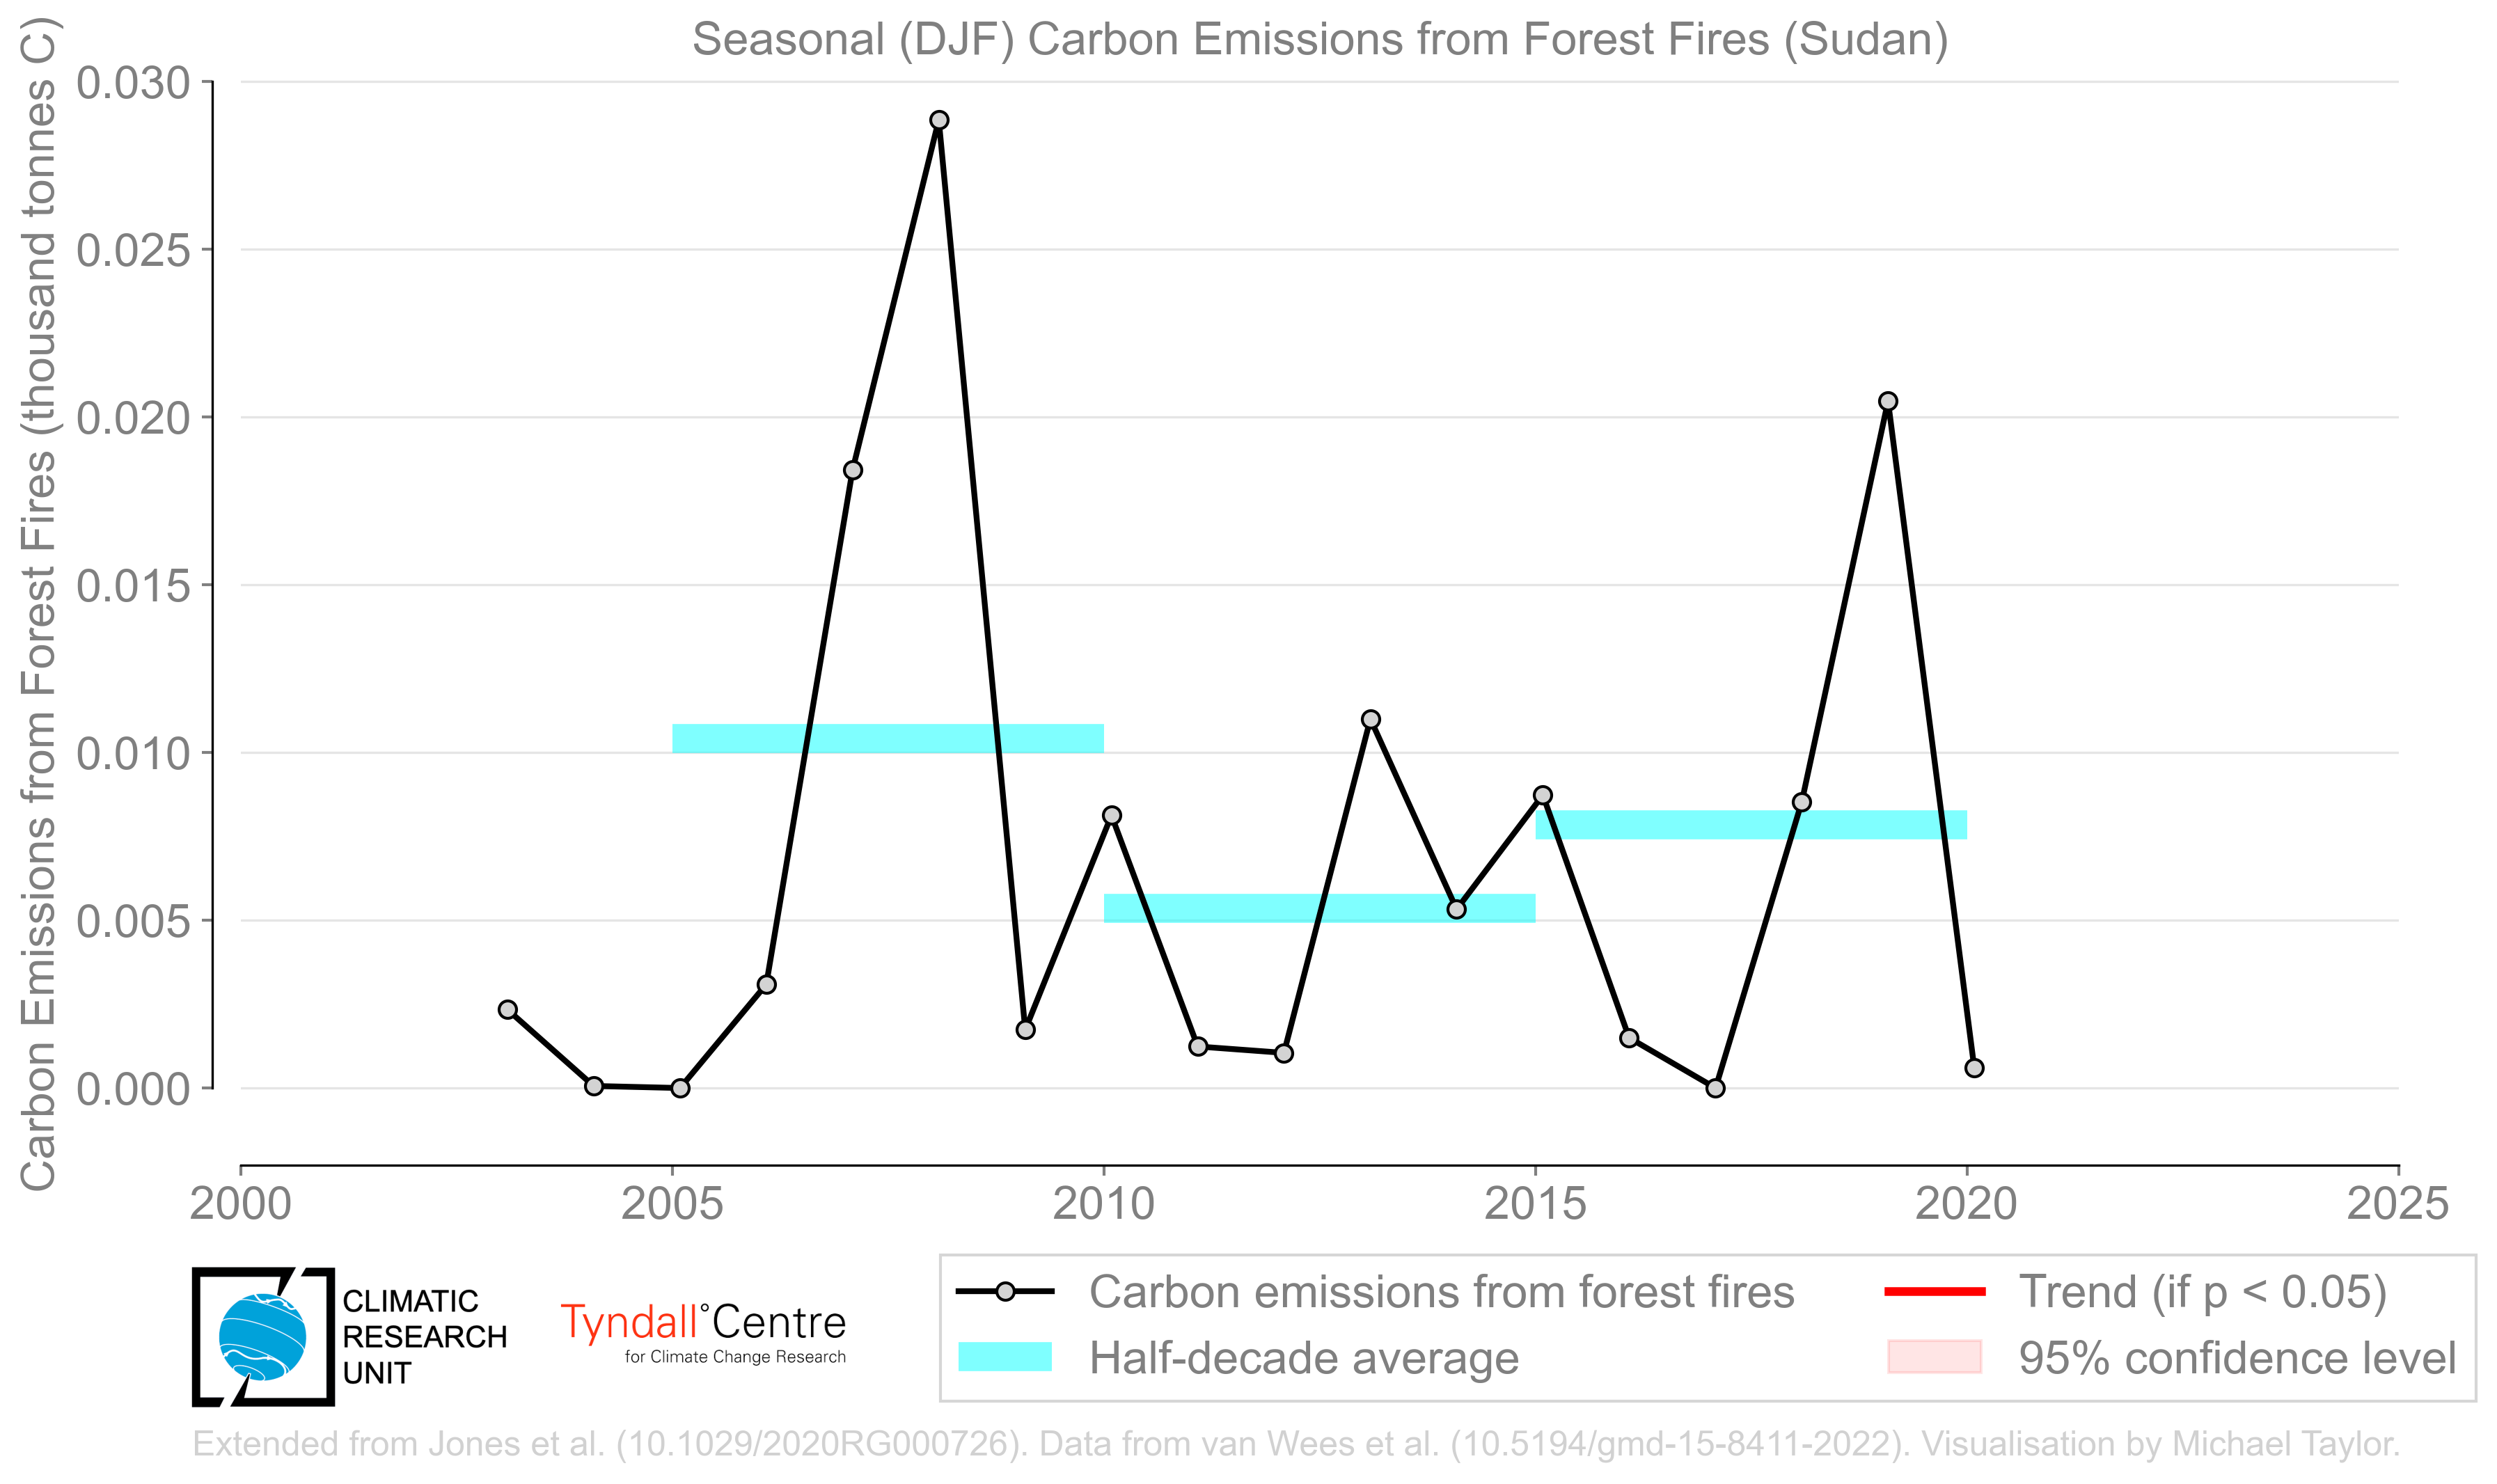 Seasonal (DJF) Carbon Emissions from Forest Fires (Sudan)
Carbon Emissions from Forest Fires (thousand tonnes C)
0.030
0.025
0.020
0.015
0.010
0.005
0.000
2000 2005 2010 2015 2020 2025
CLIMATIC
RESEARCH
UNIT
Tyndall°Centre
for Climate Change Research
Carbon emissions from forest fires
Half-decade average
Trend (if p < 0.05)
95% confidence level
Extended from Jones et al. (10.1029/2020RG000726). Data from van Wees et al. (10.5194/gmd-15-8411-2022). Visualisation by Michael Taylor.